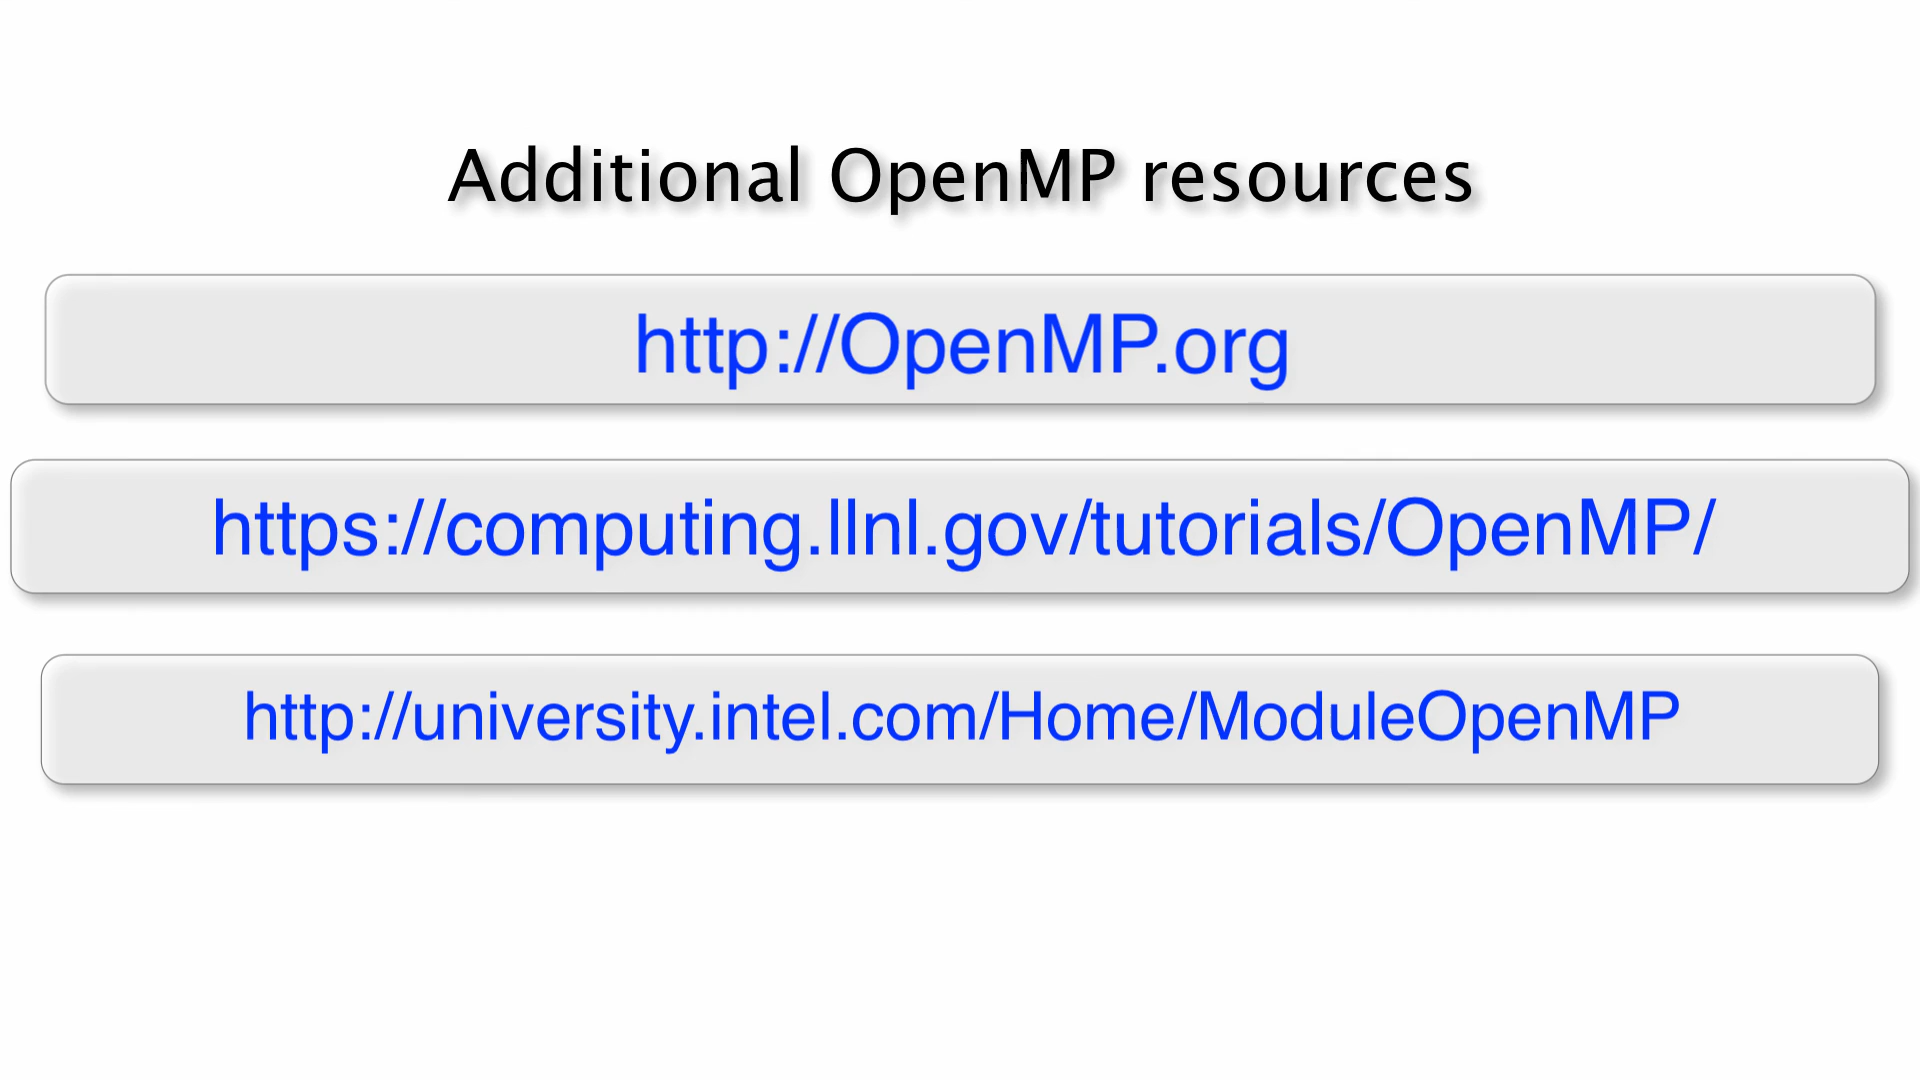 Additional OpenMP resources
http://OpenMP.org
https://computing.llnl.gov/tutorials/OpenMP/
http://university.intel.com/Home/ModuleOpenMP